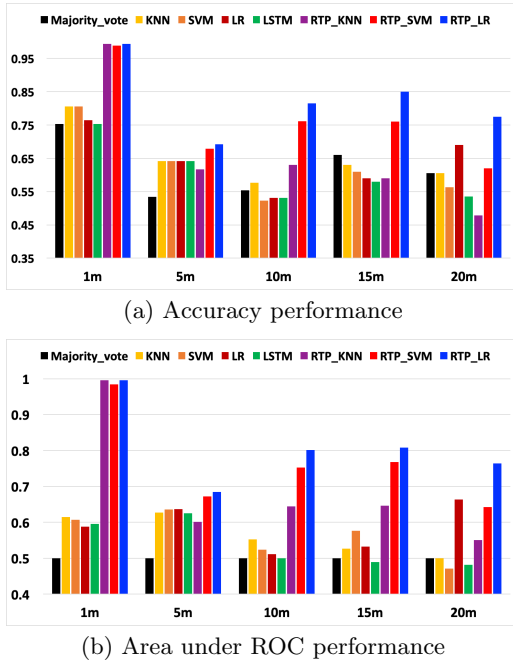 Majority_vote KNN SVM LR LSTM RTP_KNN RTP_SVM RTP_LR
0.95
0.85
0.75
0.65
0.55
0.45
0.35
1m 5m 10m 15m 20m
(a) Accuracy performance
Majority_vote KNN SVM LR LSTM RTP_KNN RTP_SVM RTP_LR
1
0.9
0.8
0.7
0.6
0.5
0.4
1m 5m 10m 15m 20m
(b) Area under ROC performance